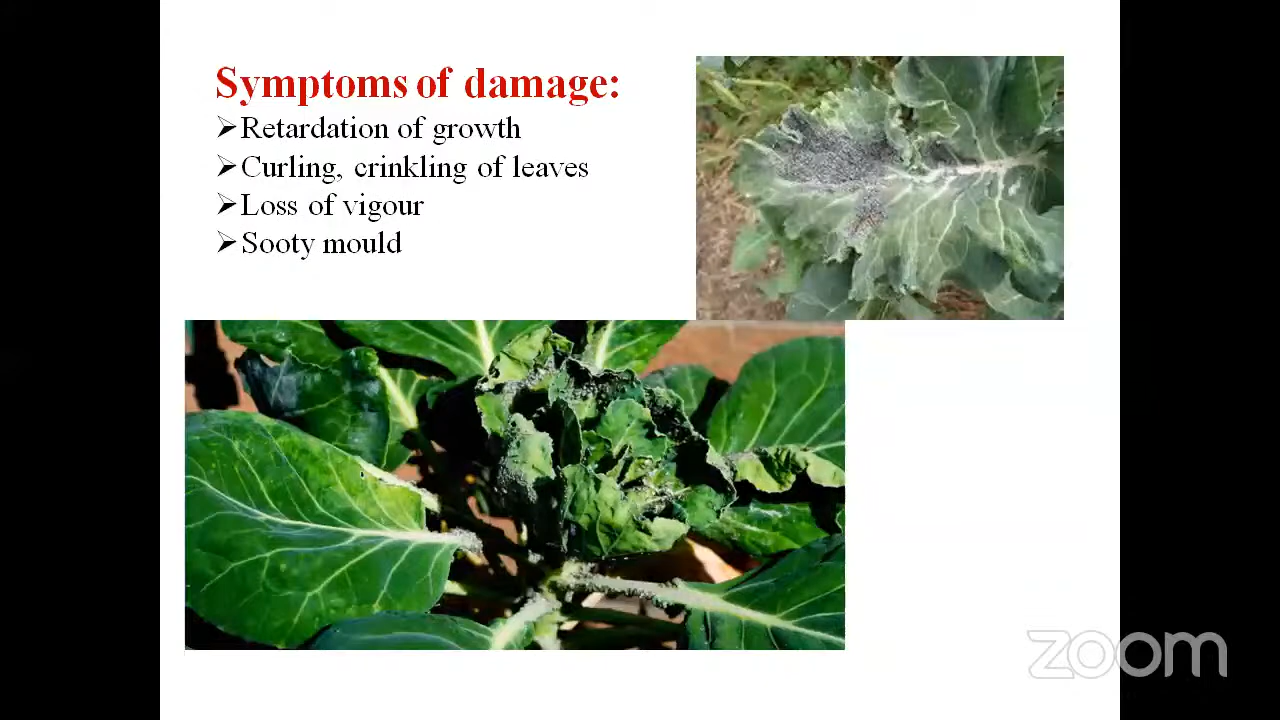 Symptoms of damage:
➢Retardation of growth
➢Curling, crinkling of leaves
➢Loss of vigour
➢Sooty mould
zoom